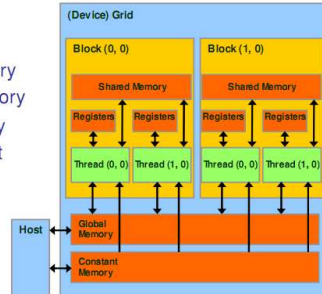 (Device) Grid
Block (0, 0)
Block (1, 0)
Shared Memory
Shared Memory
Registers
Registers
Registers
Registers
Thread (0, 0)
Thread (1, 0)
Thread (0, 0)
Thread (1, 0)
Host
Global
Memory
Constant
Memory